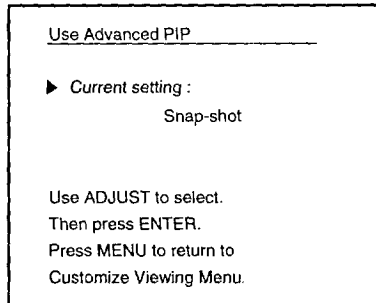 Use Advanced PIP
▶ Current setting :
Snap-shot
Use ADJUST to select.
Then press ENTER.
Press MENU to return to
Customize Viewing Menu.